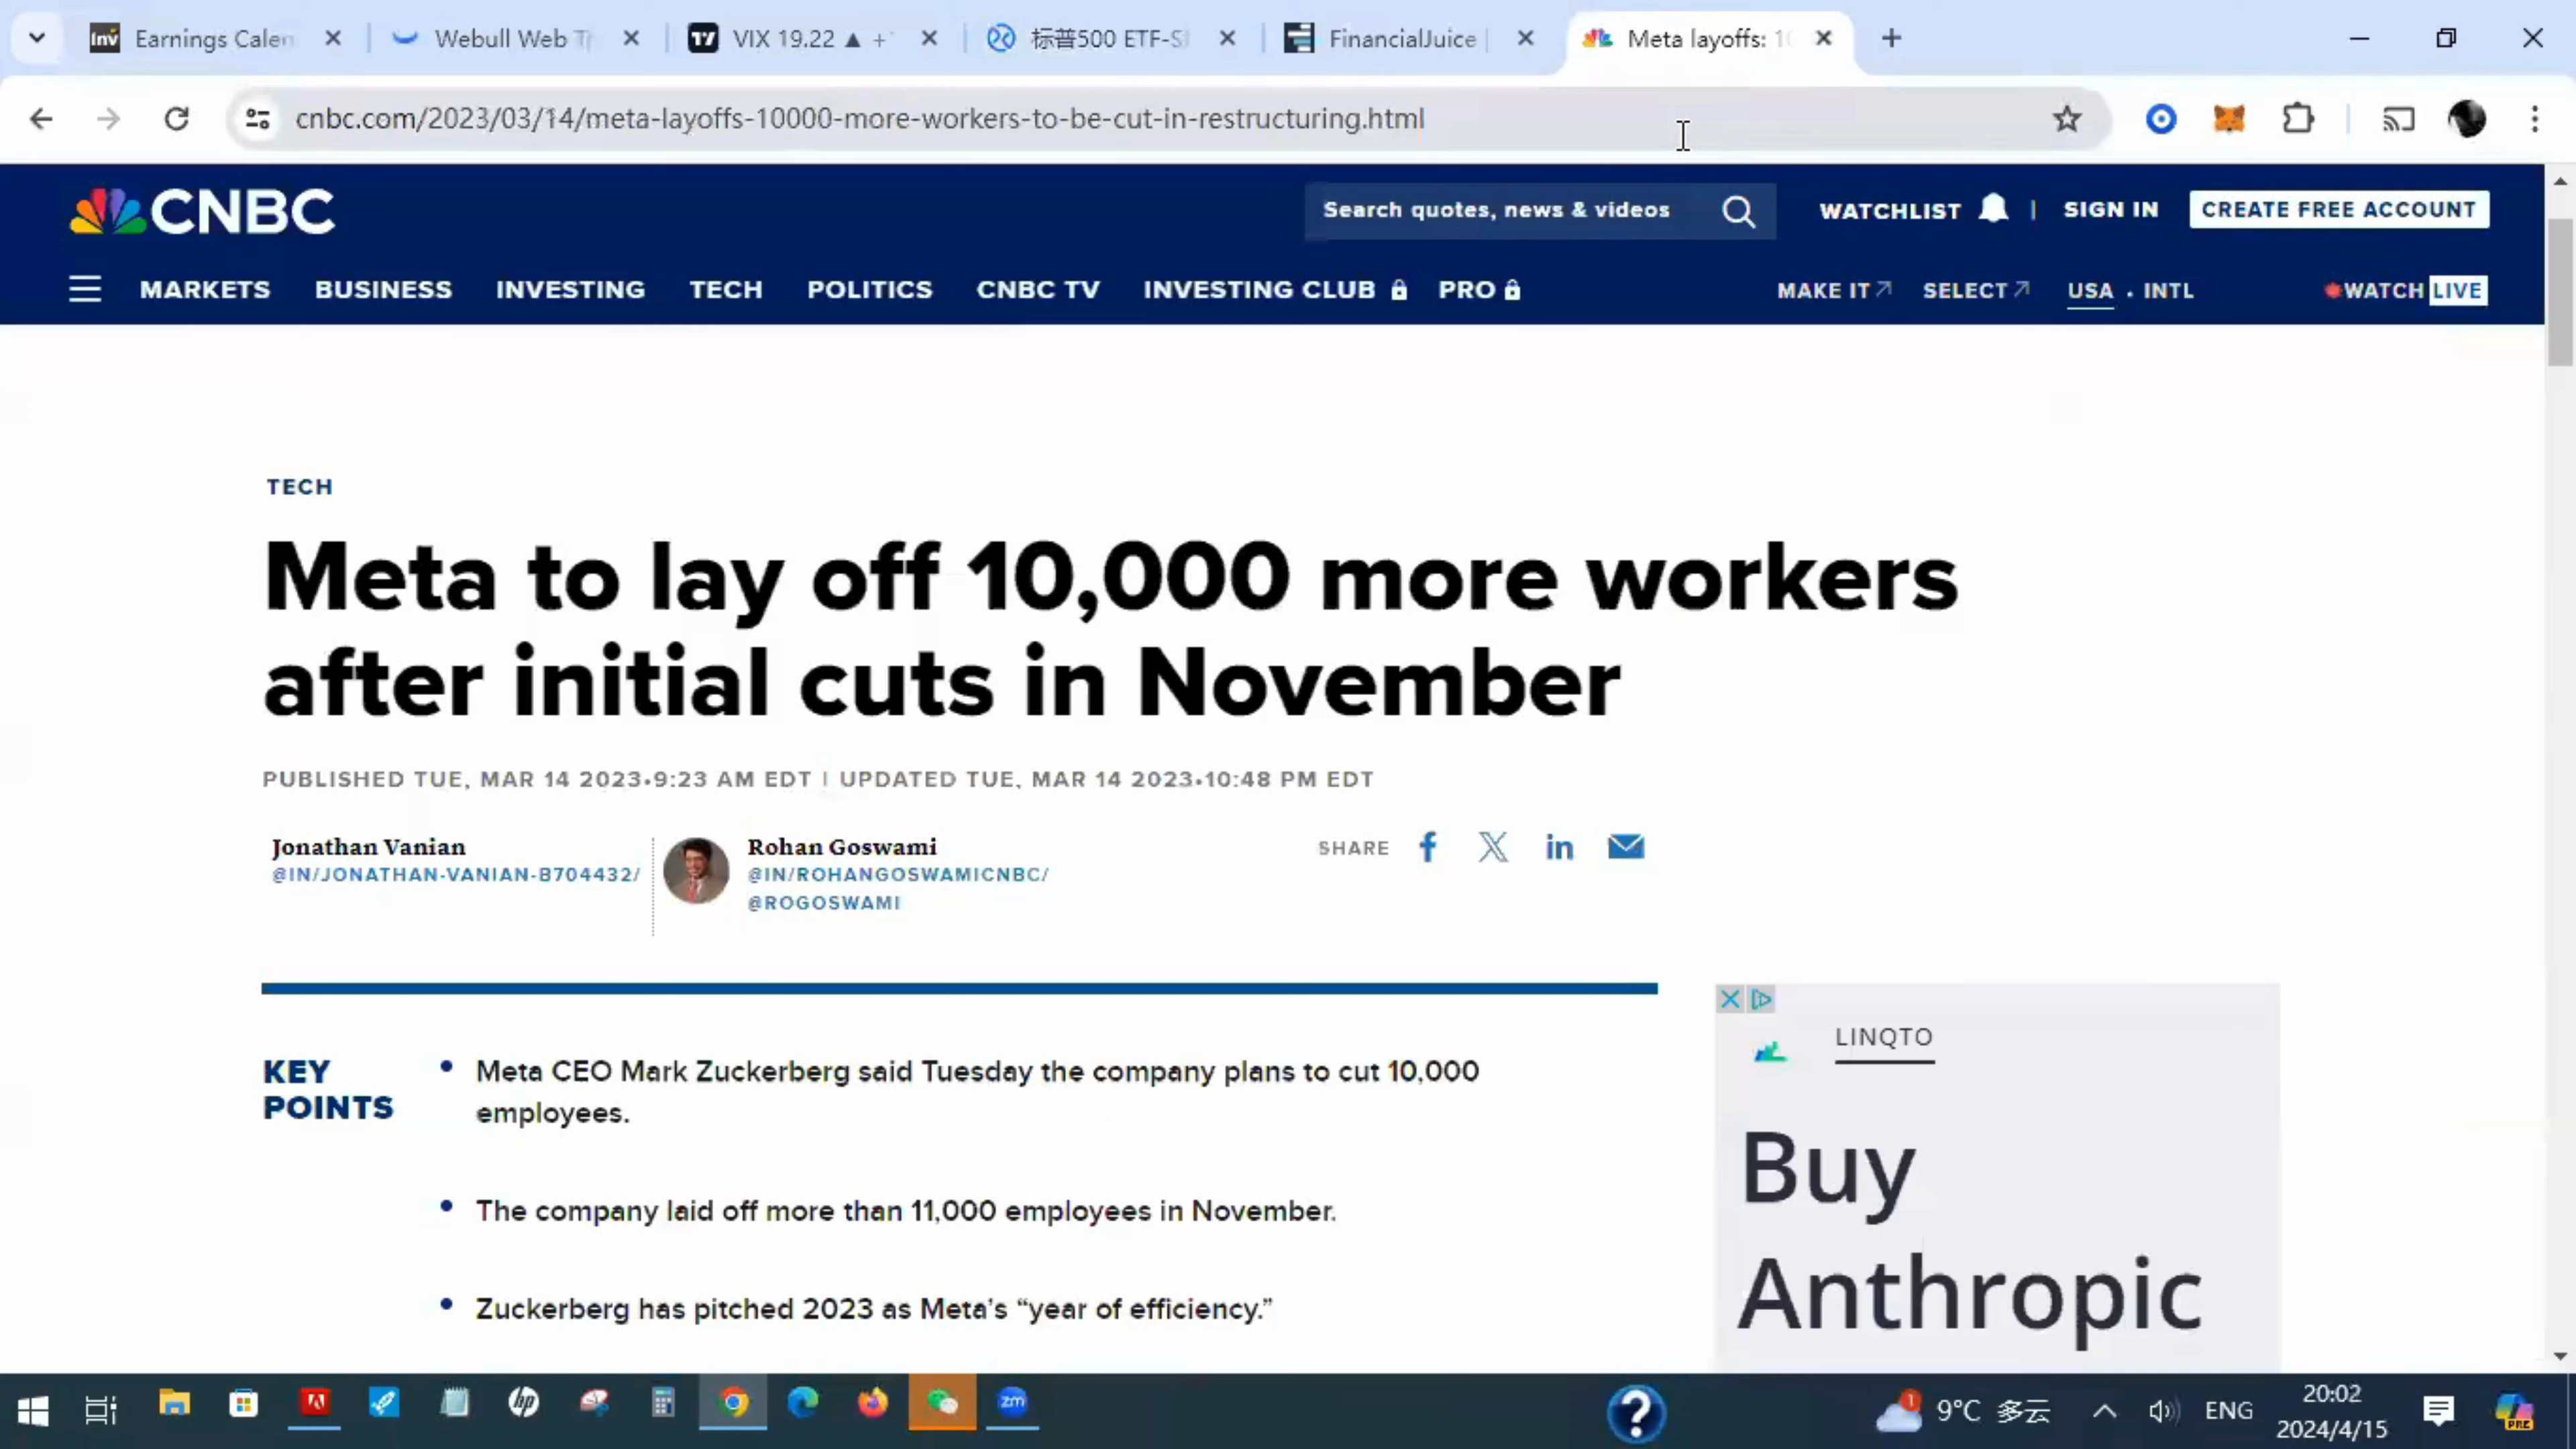 Earnings Calen
Webull Web T
VIX 19.22 ▲ +
标普500 ETF-S
FinancialJuice |
Meta layoffs: 10
cnbc.com/2023/03/14/meta-layoffs-10000-more-workers-to-be-cut-in-restructuring.html
CNBC
Search quotes, news & videos
WATCHLIST
SIGN IN
CREATE FREE ACCOUNT
MARKETS BUSINESS INVESTING TECH POLITICS CNBC TV INVESTING CLUB PRO
MAKE IT SELECT USA • INTL
WATCH LIVE
TECH
Meta to lay off 10,000 more workers
after initial cuts in November
PUBLISHED TUE, MAR 14 2023•9:23 AM EDT | UPDATED TUE, MAR 14 2023•10:48 PM EDT
Jonathan Vanian
@IN/JONATHAN-VANIAN-B704432/
Rohan Goswami
@IN/ROHANGOSWAMICNBC/
@ROGOSWAMI
SHARE
KEY
POINTS
Meta CEO Mark Zuckerberg said Tuesday the company plans to cut 10,000
employees.
The company laid off more than 11,000 employees in November.
Zuckerberg has pitched 2023 as Meta's “year of efficiency.”
LINQTO
Buy
Anthropic
9°C 多云
ENG
20:02
2024/4/15